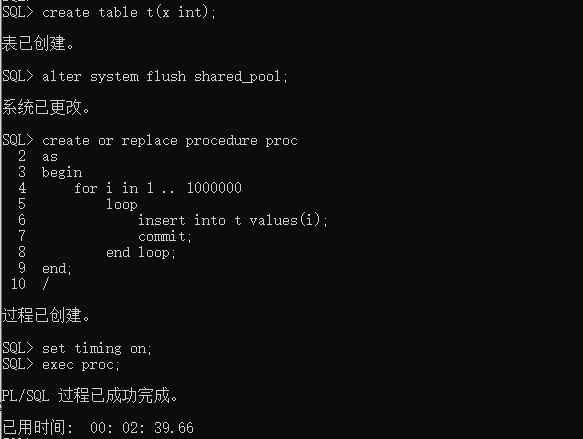 SQL> create table t(x int);
表已创建。
SQL> alter system flush shared_pool;
系统已更改。
SQL> create or replace procedure proc
2 as
3 begin
4 for i in 1 .. 1000000
5 loop
6 insert into t values(i);
7 commit;
8 end loop;
9 end;
10 /
过程已创建。
SQL> set timing on;
SQL> exec proc;
PL/SQL 过程已成功完成。
已用时间: 00: 02: 39.66